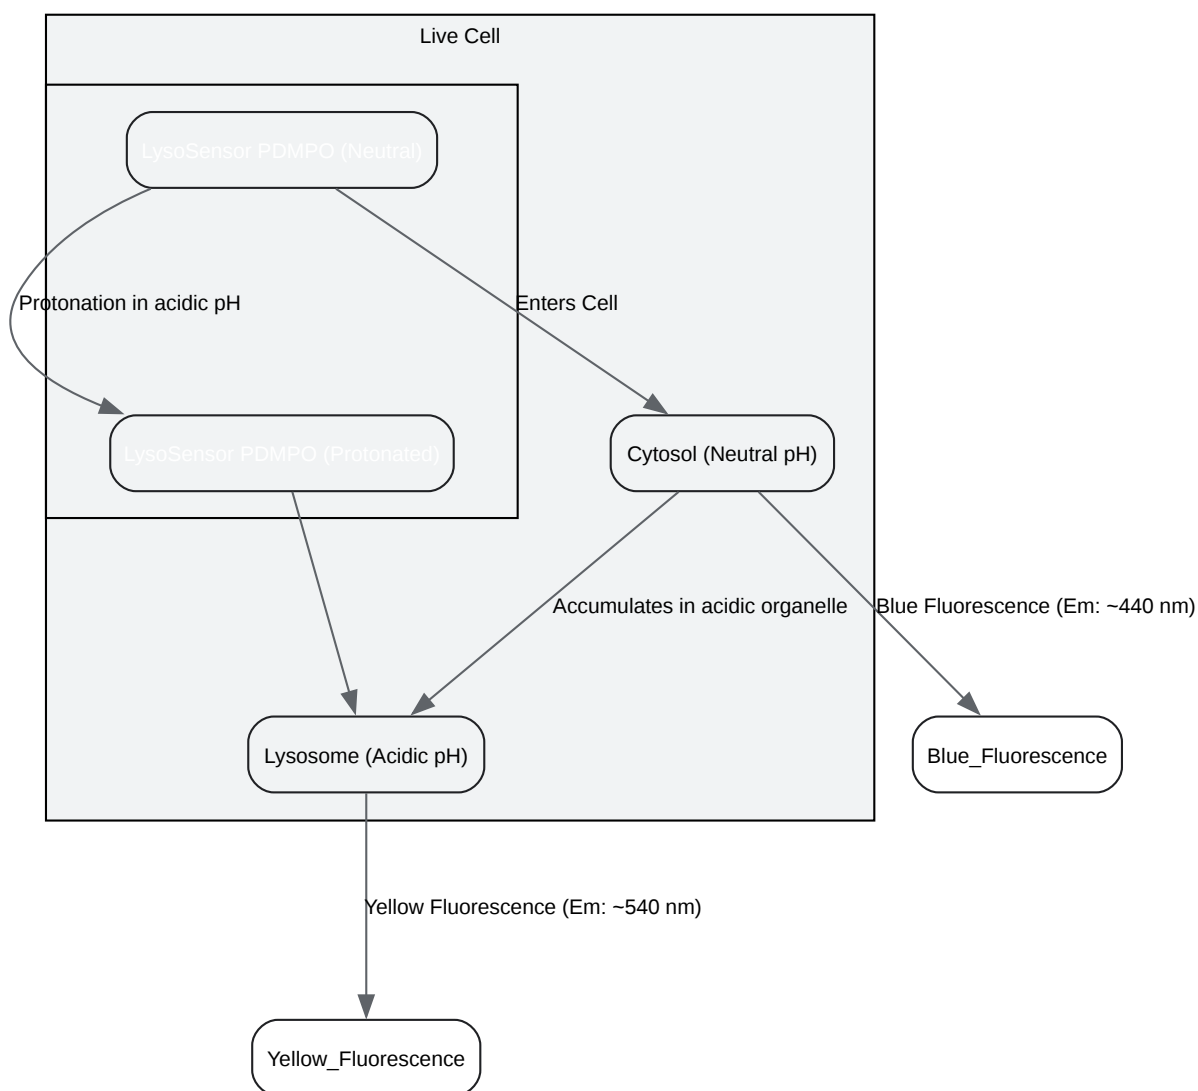 Live Cell
LysoSensor PDMPO (Neutral)
Protonation in acidic pH
Enters Cell
LysoSensor PDMPO (Protonated)
Cytosol (Neutral pH)
Accumulates in acidic organelle
Blue Fluorescence (Em: ~440 nm)
Lysosome (Acidic pH)
Blue_Fluorescence
Yellow Fluorescence (Em: ~540 nm)
Yellow_Fluorescence